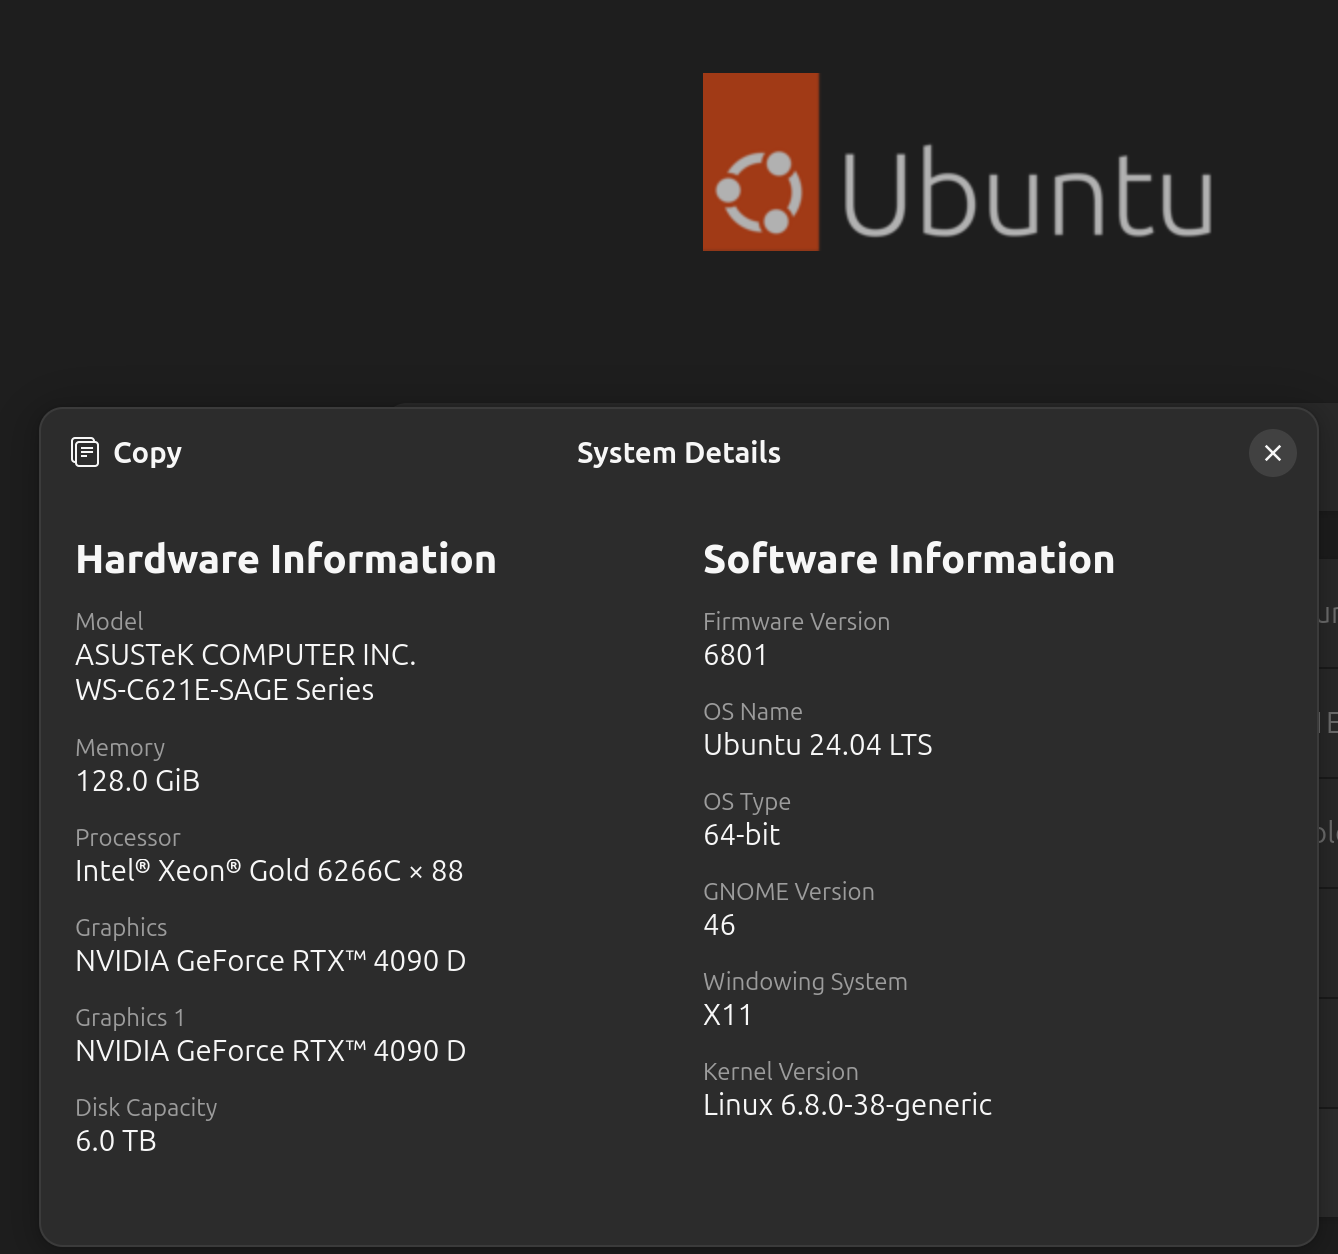 Ubuntu
Copy
System Details
Hardware Information
Model
ASUSTeK COMPUTER INC.
WS-C621E-SAGE Series
Memory
128.0 GiB
Processor
Intel® Xeon® Gold 6266C × 88
Graphics
NVIDIA GeForce RTX™ 4090 D
Graphics 1
NVIDIA GeForce RTX™ 4090 D
Disk Capacity
6.0 TB
Software Information
Firmware Version
6801
OS Name
Ubuntu 24.04 LTS
OS Type
64-bit
GNOME Version
46
Windowing System
X11
Kernel Version
Linux 6.8.0-38-generic